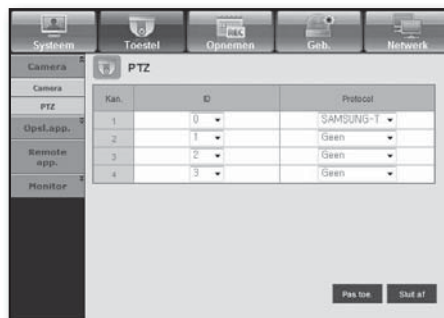 Systeem Toestel Opnemen Geb. Netwerk
REC
Camera
Camera
PTZ
Opsl.app.
Remote
app.
Monitor
PTZ
Kan. ID Protocol
1 0 SAMSUNG-T
2 1 Geen
3 2 Geen
4 3 Geen
Pas toe. Sluit af